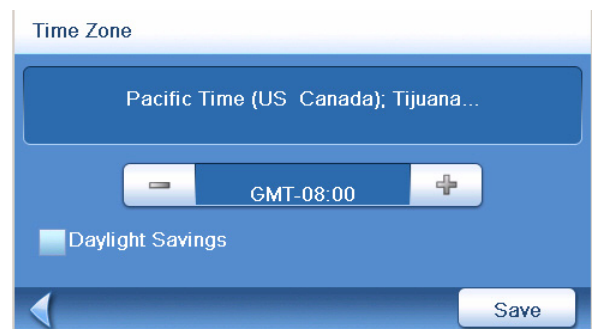 Time Zone
Pacific Time (US Canada); Tijuana...
GMT-08:00
Daylight Savings
Save